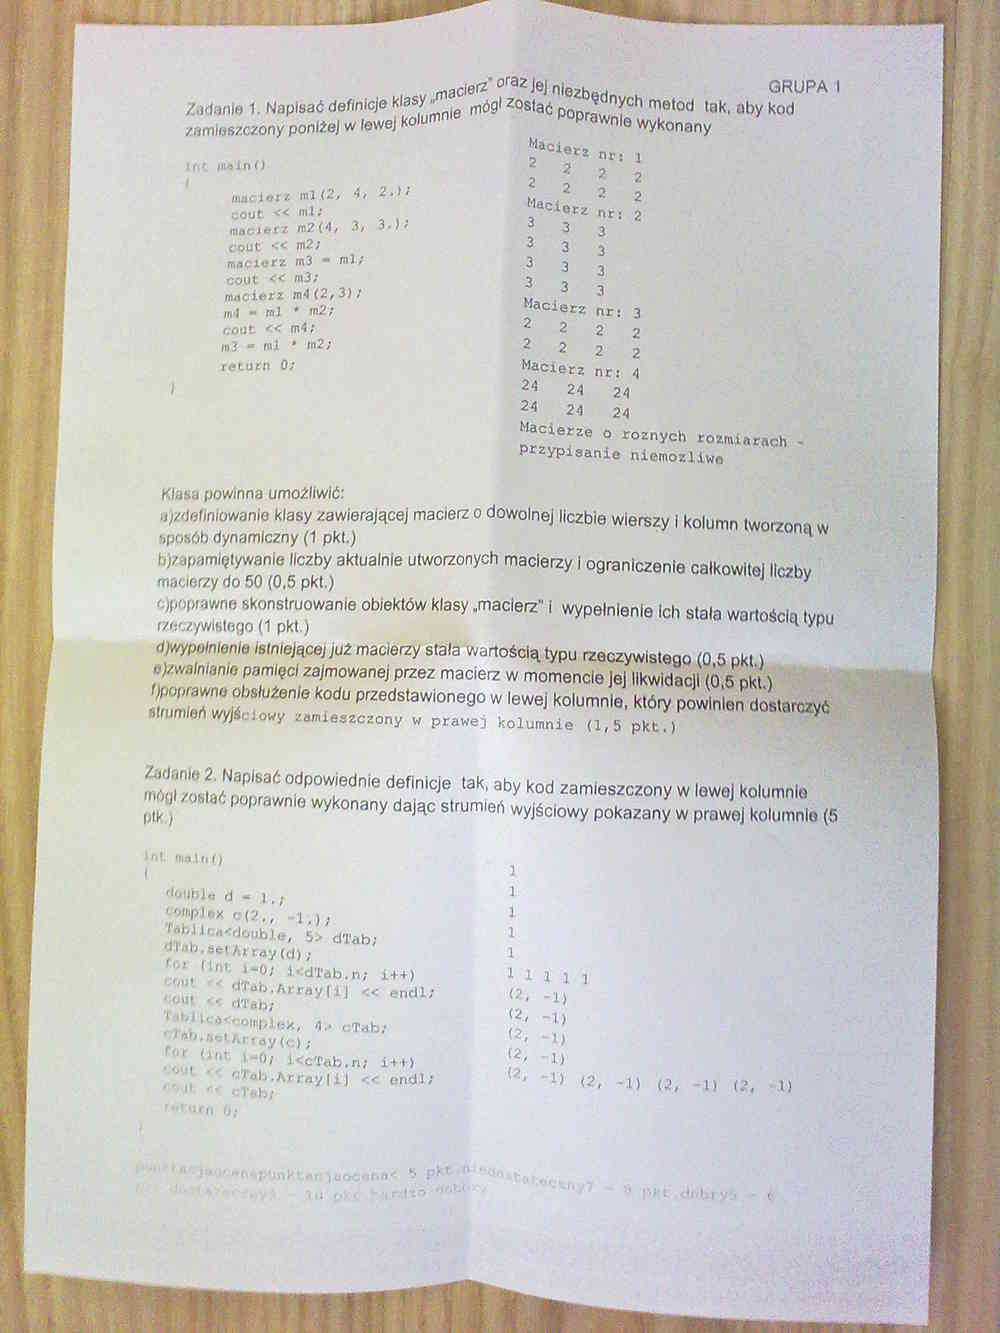 GRUPA 1
Zadanie 1. Napisać definicje klasy „macierz” oraz jej niezbędnych metod tak, aby kod
zamieszczony poniżej w lewej kolumnie mógł zostać poprawnie wykonany
int main()
{
macierz m1(2, 4, 2.);
cout << m1;
macierz m2(4, 3, 3.);
cout << m2;
macierz m3 = m1;
cout << m3;
macierz m4(2,3);
m4 = m1 * m2;
cout << m4;
m3 = m1 * m2;
return 0;
}
Macierz nr: 1
2 2 2 2
2 2 2 2
Macierz nr: 2
3 3 3
3 3 3
3 3 3
3 3 3
Macierz nr: 3
2 2 2 2
2 2 2 2
Macierz nr: 4
24 24 24
24 24 24
Macierze o roznych rozmiarach -
przypisanie niemozliwe
Klasa powinna umożliwić:
a)zdefiniowanie klasy zawierającej macierz o dowolnej liczbie wierszy i kolumn tworzoną w
sposób dynamiczny (1 pkt.)
b)zapamiętywanie liczby aktualnie utworzonych macierzy i ograniczenie całkowitej liczby
macierzy do 50 (0,5 pkt.)
c)poprawne skonstruowanie obiektów klasy „macierz” i wypełnienie ich stała wartością typu
rzeczywistego (1 pkt.)
d)wypełnienie istniejącej już macierzy stała wartością typu rzeczywistego (0,5 pkt.)
e)zwalnianie pamięci zajmowanej przez macierz w momencie jej likwidacji (0,5 pkt.)
f)poprawne obsłużenie kodu przedstawionego w lewej kolumnie, który powinien dostarczyć
strumień wyjściowy zamieszczony w prawej kolumnie (1,5 pkt.)
Zadanie 2. Napisać odpowiednie definicje tak, aby kod zamieszczony w lewej kolumnie
mógł zostać poprawnie wykonany dając strumień wyjściowy pokazany w prawej kolumnie (5
ptk.)
int main()
{
double d = 1.;
complex c(2., -1.);
Tablica<double, 5> dTab;
dTab.setArray(d);
for (int i=0; i<dTab.n; i++)
cout << dTab.Array[i] << endl;
cout << dTab;
Tablica<complex, 4> cTab;
cTab.setArray(c);
for (int i=0; i<cTab.n; i++)
cout << cTab.Array[i] << endl;
cout << cTab;
return 0;
}
1
1
1
1
1
1 1 1 1 1
(2, -1)
(2, -1)
(2, -1)
(2, -1)
(2, -1) (2, -1) (2, -1) (2, -1)
punktacjaocenapunktacjaocena< 5 pkt.niedostateczny7 - 8 pkt.dobry5 - 6
pkt dostateczny9 - 10 pkt bardzo dobry